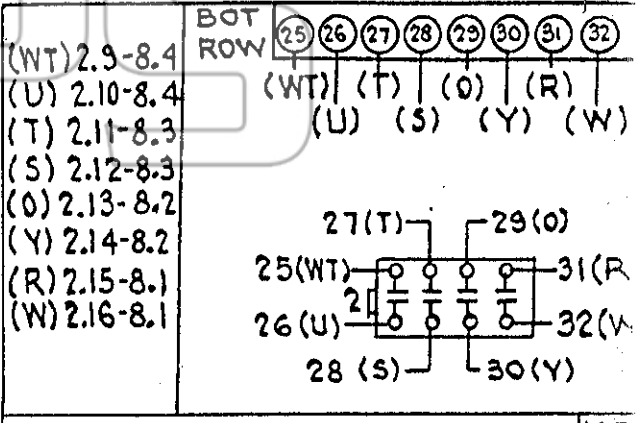 (WT) 2.9-8.4
(U) 2.10-8.4
(T) 2.11-8.3
(S) 2.12-8.3
(O) 2.13-8.2
(Y) 2.14-8.2
(R) 2.15-8.1
(W) 2.16-8.1
BOT
ROW
25 26 27 28 29 30 31 32
(WT) (T) (O) (R)
(U) (S) (Y) (W)
27(T) 29(O)
25(WT) 31(R
2
26(U) 32(W
28 (S) 30(Y)